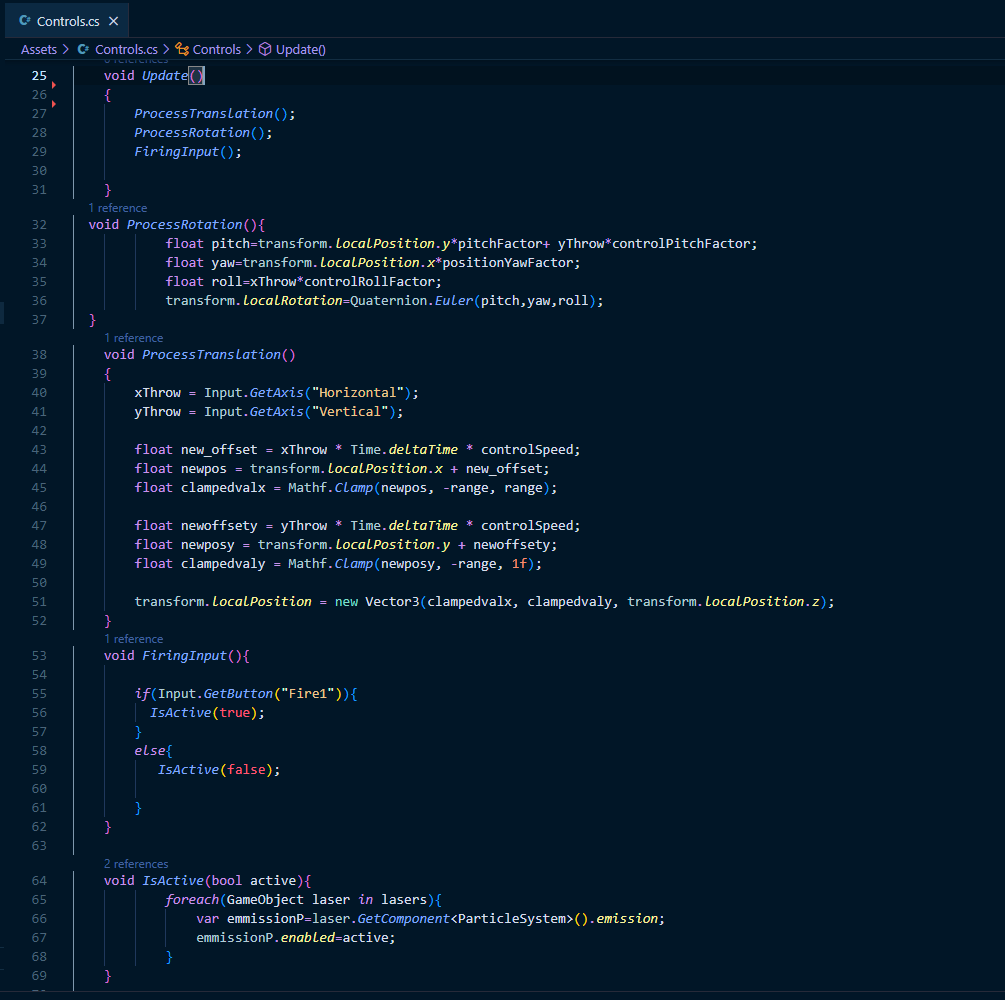 C# Controls.cs ×
Assets > C# Controls.cs > Controls > Update()
0 references
25 void Update()
26 {
27 ProcessTranslation();
28 ProcessRotation();
29 FiringInput();
30
31 }
1 reference
32 void ProcessRotation(){
33 float pitch=transform.localPosition.y*pitchFactor+ yThrow*controlPitchFactor;
34 float yaw=transform.localPosition.x*positionYawFactor;
35 float roll=xThrow*controlRollFactor;
36 transform.localRotation=Quaternion.Euler(pitch,yaw,roll);
37 }
1 reference
38 void ProcessTranslation()
39 {
40 xThrow = Input.GetAxis("Horizontal");
41 yThrow = Input.GetAxis("Vertical");
42
43 float new_offset = xThrow * Time.deltaTime * controlSpeed;
44 float newpos = transform.localPosition.x + new_offset;
45 float clampedvalx = Mathf.Clamp(newpos, -range, range);
46
47 float newoffsety = yThrow * Time.deltaTime * controlSpeed;
48 float newposy = transform.localPosition.y + newoffsety;
49 float clampedvaly = Mathf.Clamp(newposy, -range, 1f);
50
51 transform.localPosition = new Vector3(clampedvalx, clampedvaly, transform.localPosition.z);
52 }
1 reference
53 void FiringInput(){
54
55 if(Input.GetButton("Fire1")){
56 IsActive(true);
57 }
58 else{
59 IsActive(false);
60
61 }
62 }
63
2 references
64 void IsActive(bool active){
65 foreach(GameObject laser in lasers){
66 var emmissionP=laser.GetComponent<ParticleSystem>().emission;
67 emmissionP.enabled=active;
68 }
69 }